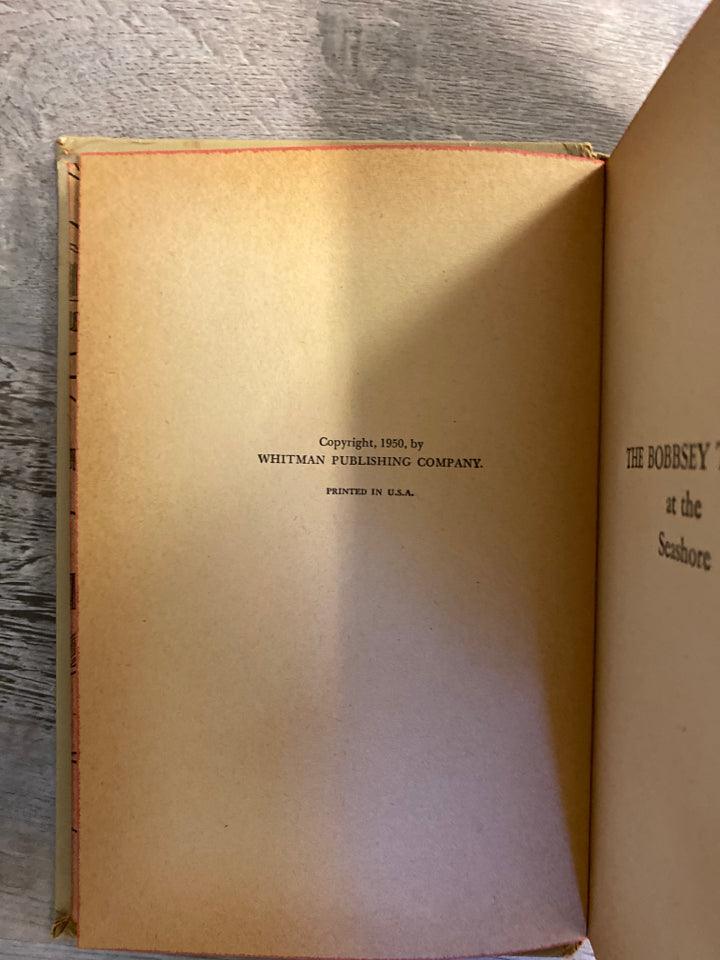 Copyright, 1950, by
WHITMAN PUBLISHING COMPANY.
PRINTED IN U.S.A.
THE BOBBSEY
at the
Seashore